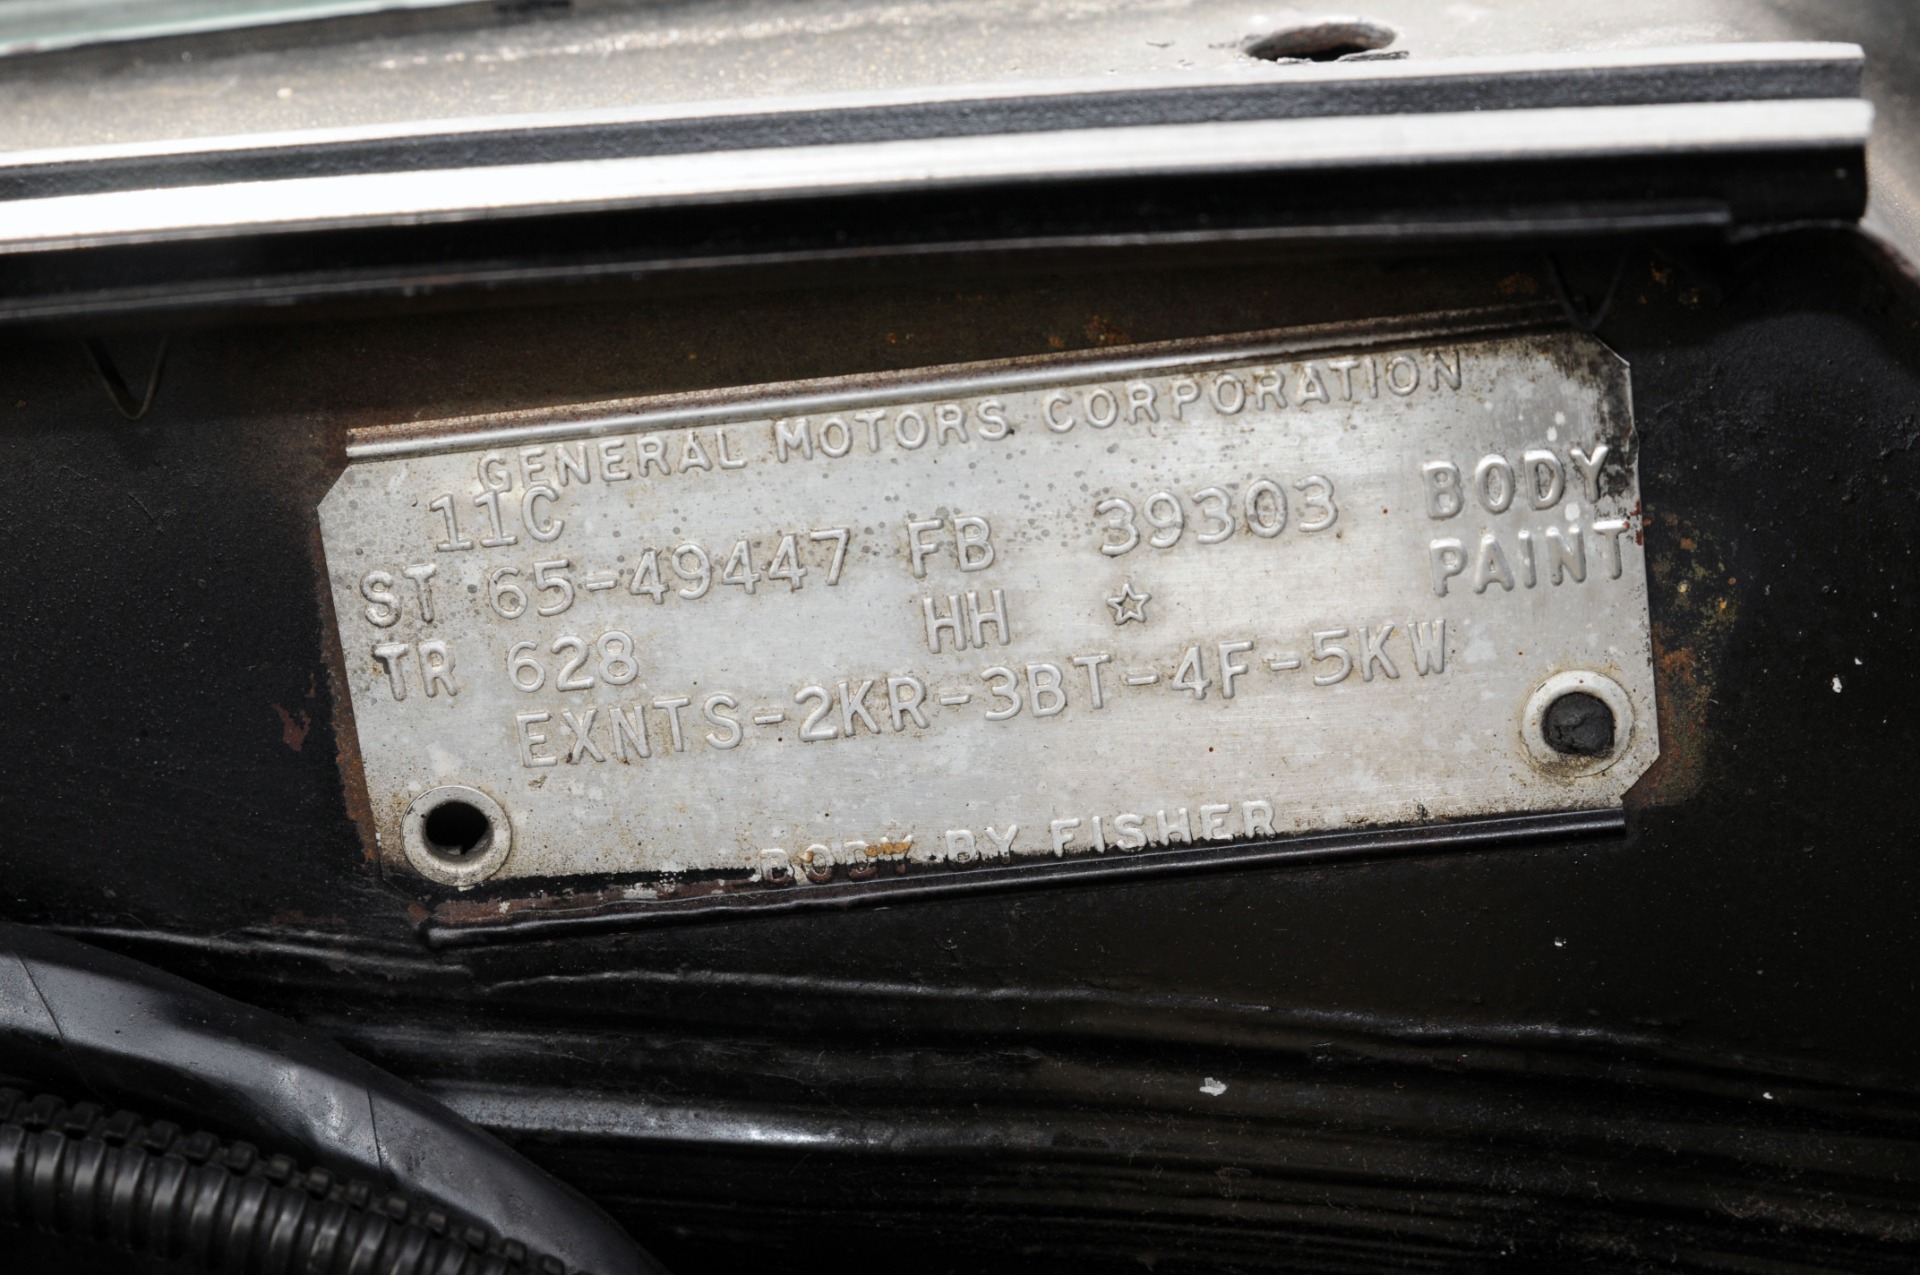 GENERAL MOTORS CORPORATION
11C
ST 65-49447 FB 39303 BODY
TR 628 HH ☆ PAINT
EXNTS-2KR-3BT-4F-5KW
BODY BY FISHER